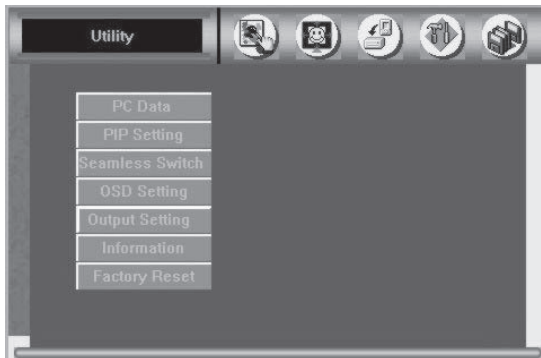 Utility
PC Data
PIP Setting
Seamless Switch
OSD Setting
Output Setting
Information
Factory Reset